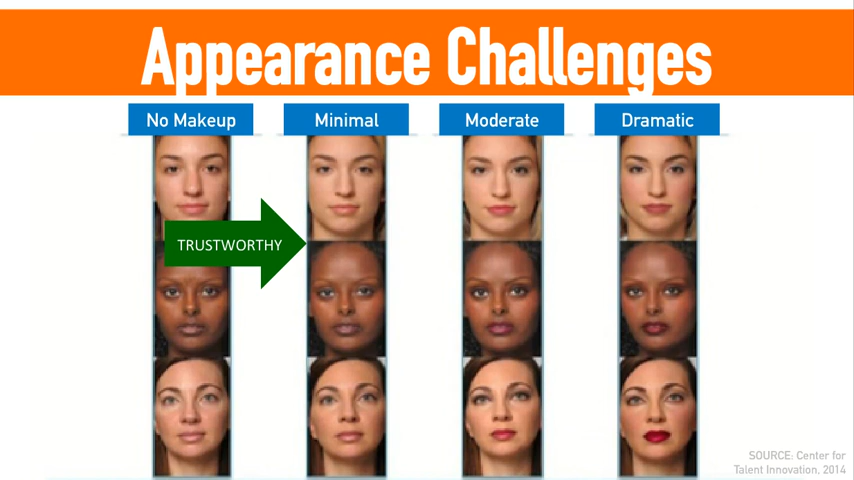 Appearance Challenges
No Makeup
Minimal
Moderate
Dramatic
TRUSTWORTHY
SOURCE: Center for
Talent Innovation, 2014